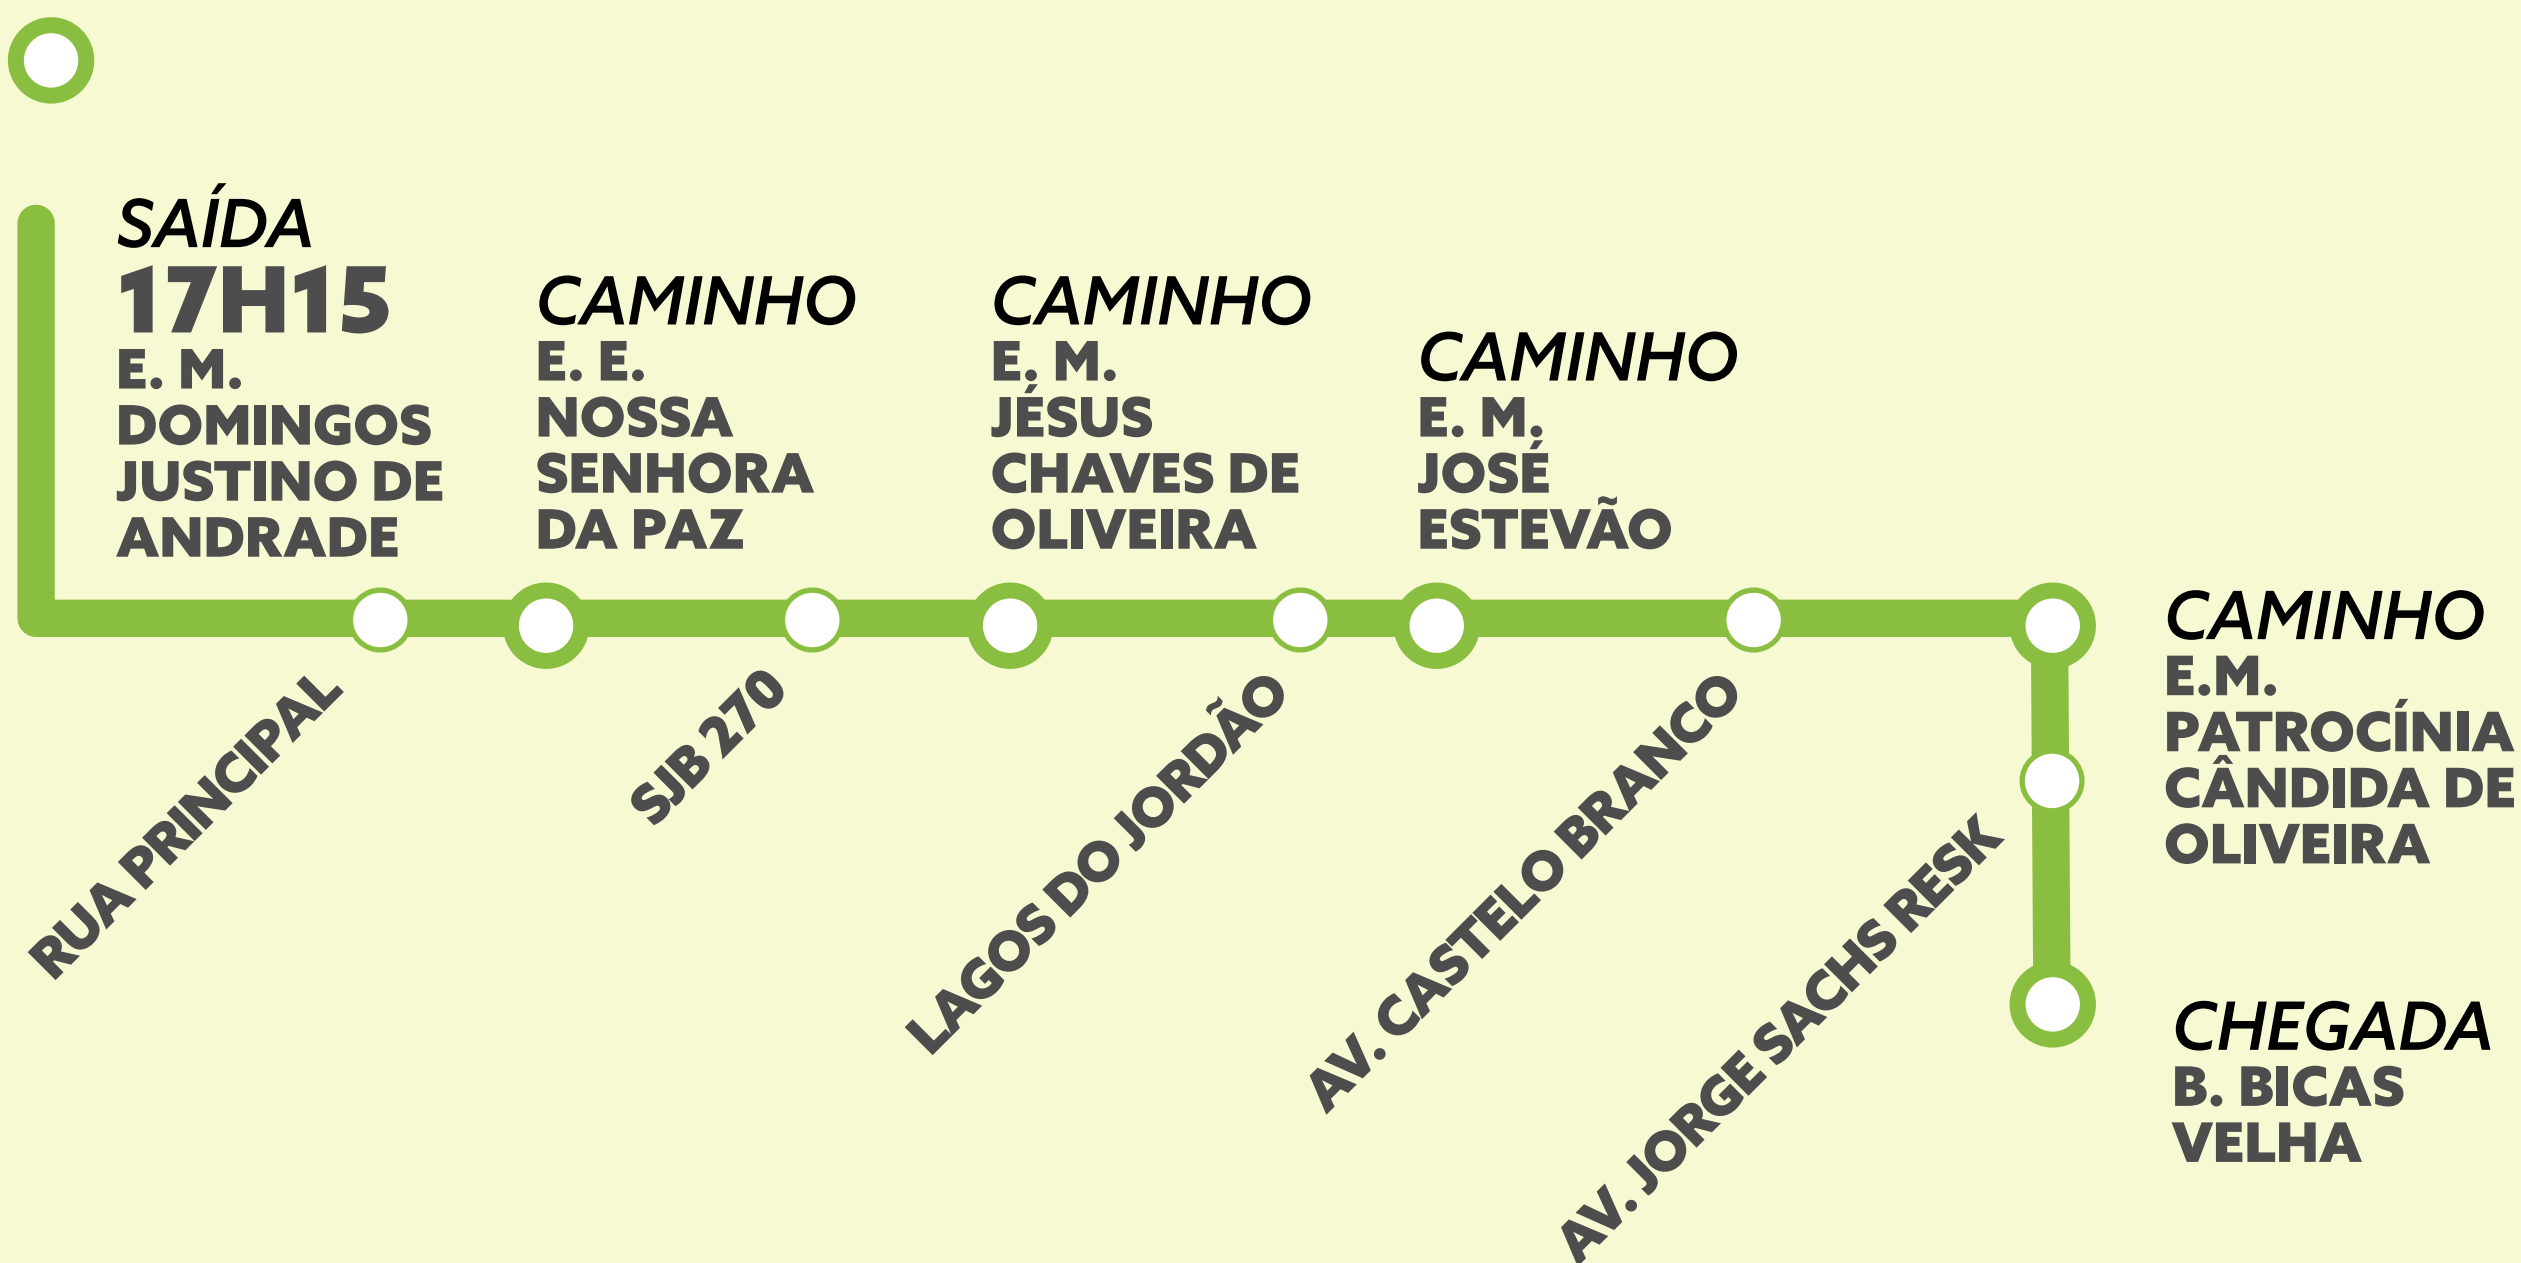 SAÍDA
17H15
E. M.
DOMINGOS
JUSTINO DE
ANDRADE
RUA PRINCIPAL
CAMINHO
E. E.
NOSSA
SENHORA
DA PAZ
SJB 270
CAMINHO
E. M.
JÉSUS
CHAVES DE
OLIVEIRA
LAGOS DO JORDÃO
CAMINHO
E. M.
JOSÉ
ESTEVÃO
AV. CASTELO BRANCO
CAMINHO
E.M.
PATROCÍNIA
CÂNDIDA DE
OLIVEIRA
AV. JORGE SACHS RESK
CHEGADA
B. BICAS
VELHA